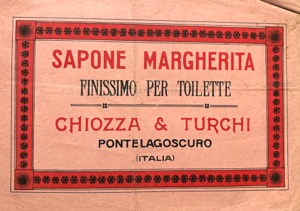 SAPONE MARGHERITA
FINISSIMO PER TOILETTE
CHIOZZA & TURCHI
PONTELAGOSCURO
(ITALIA)